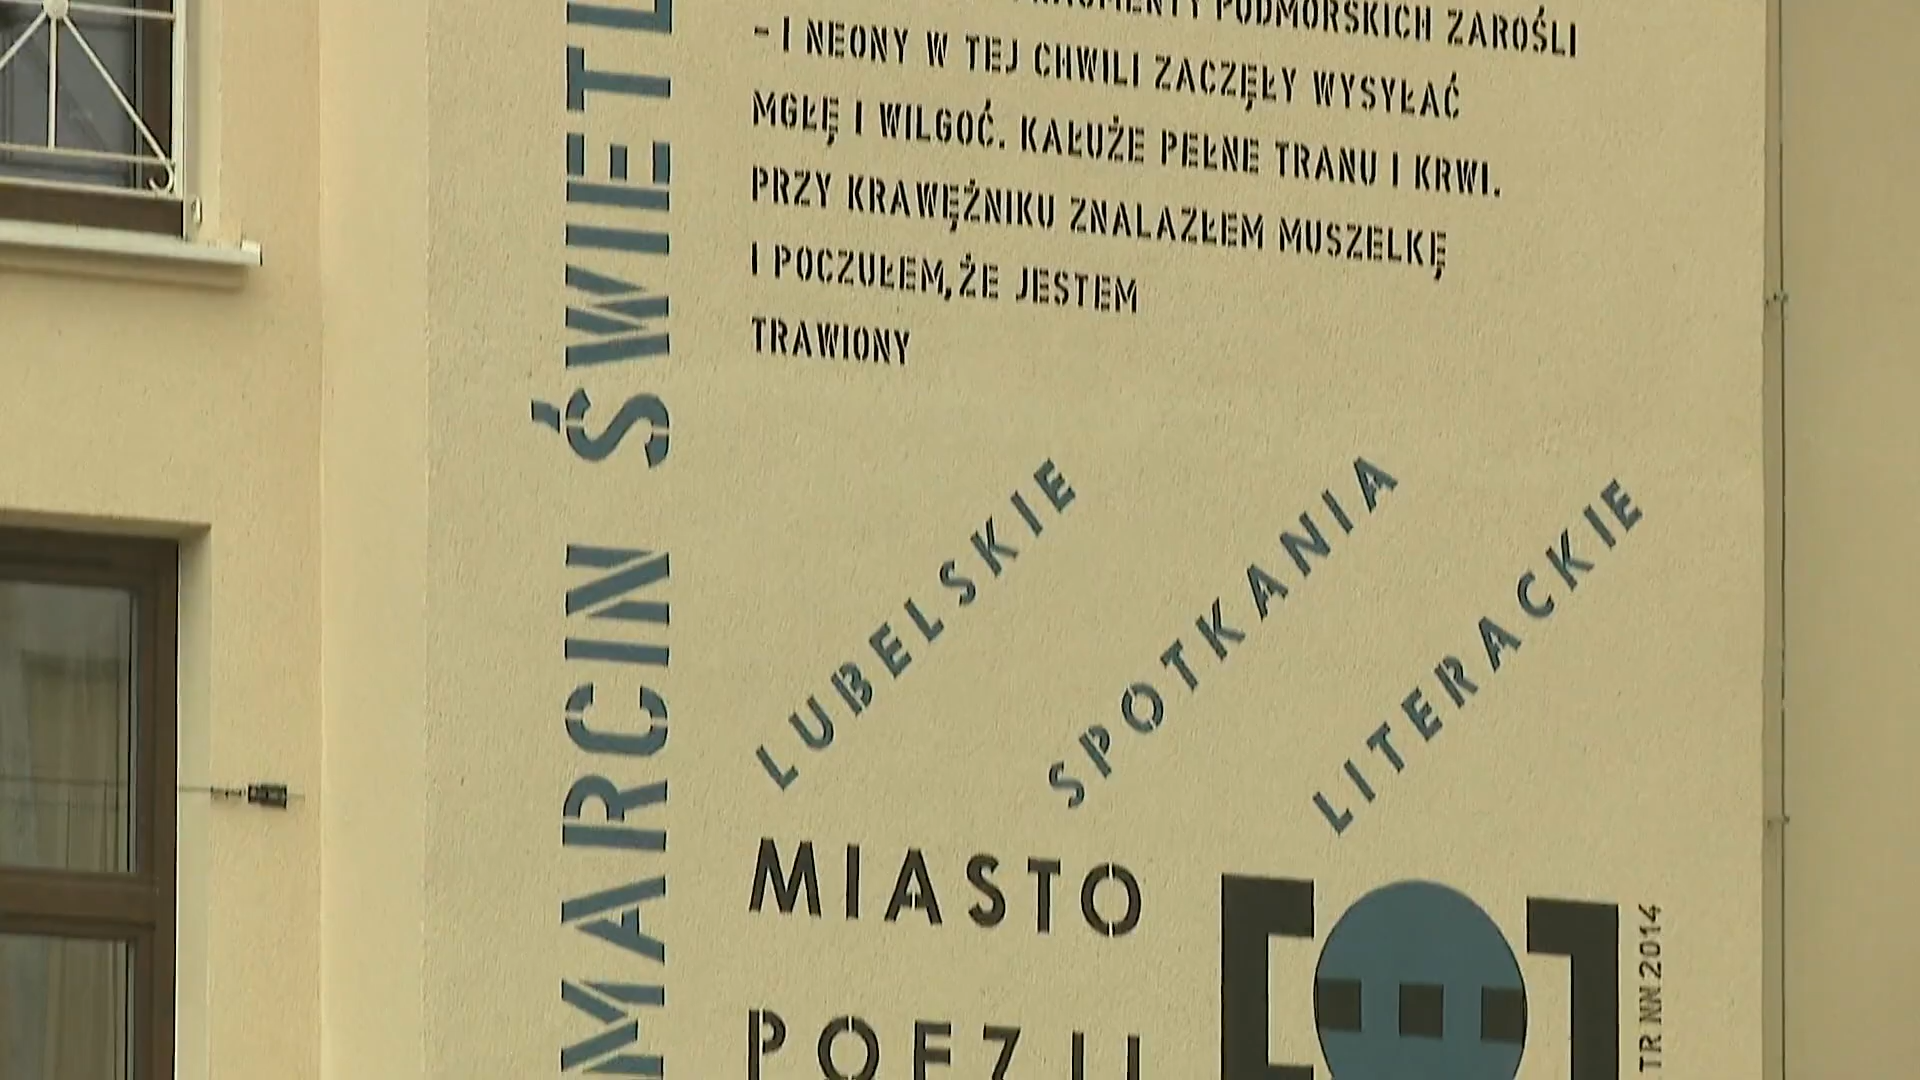 PODMORSKICH ZAROŚLI
- I NEONY W TEJ CHWILI ZACZĘŁY WYSYŁAĆ
MGŁĘ I WILGOĆ. KAŁUŻE PEŁNE TRANU I KRWI.
PRZY KRAWĘŻNIKU ZNALAZŁEM MUSZELKĘ
I POCZUŁEM, ŻE JESTEM
TRAWIONY
MARCIN ŚWIETL
LUBELSKIE
SPOTKANIA
LITERACKIE
MIASTO
POEZJI
TR NN 2014